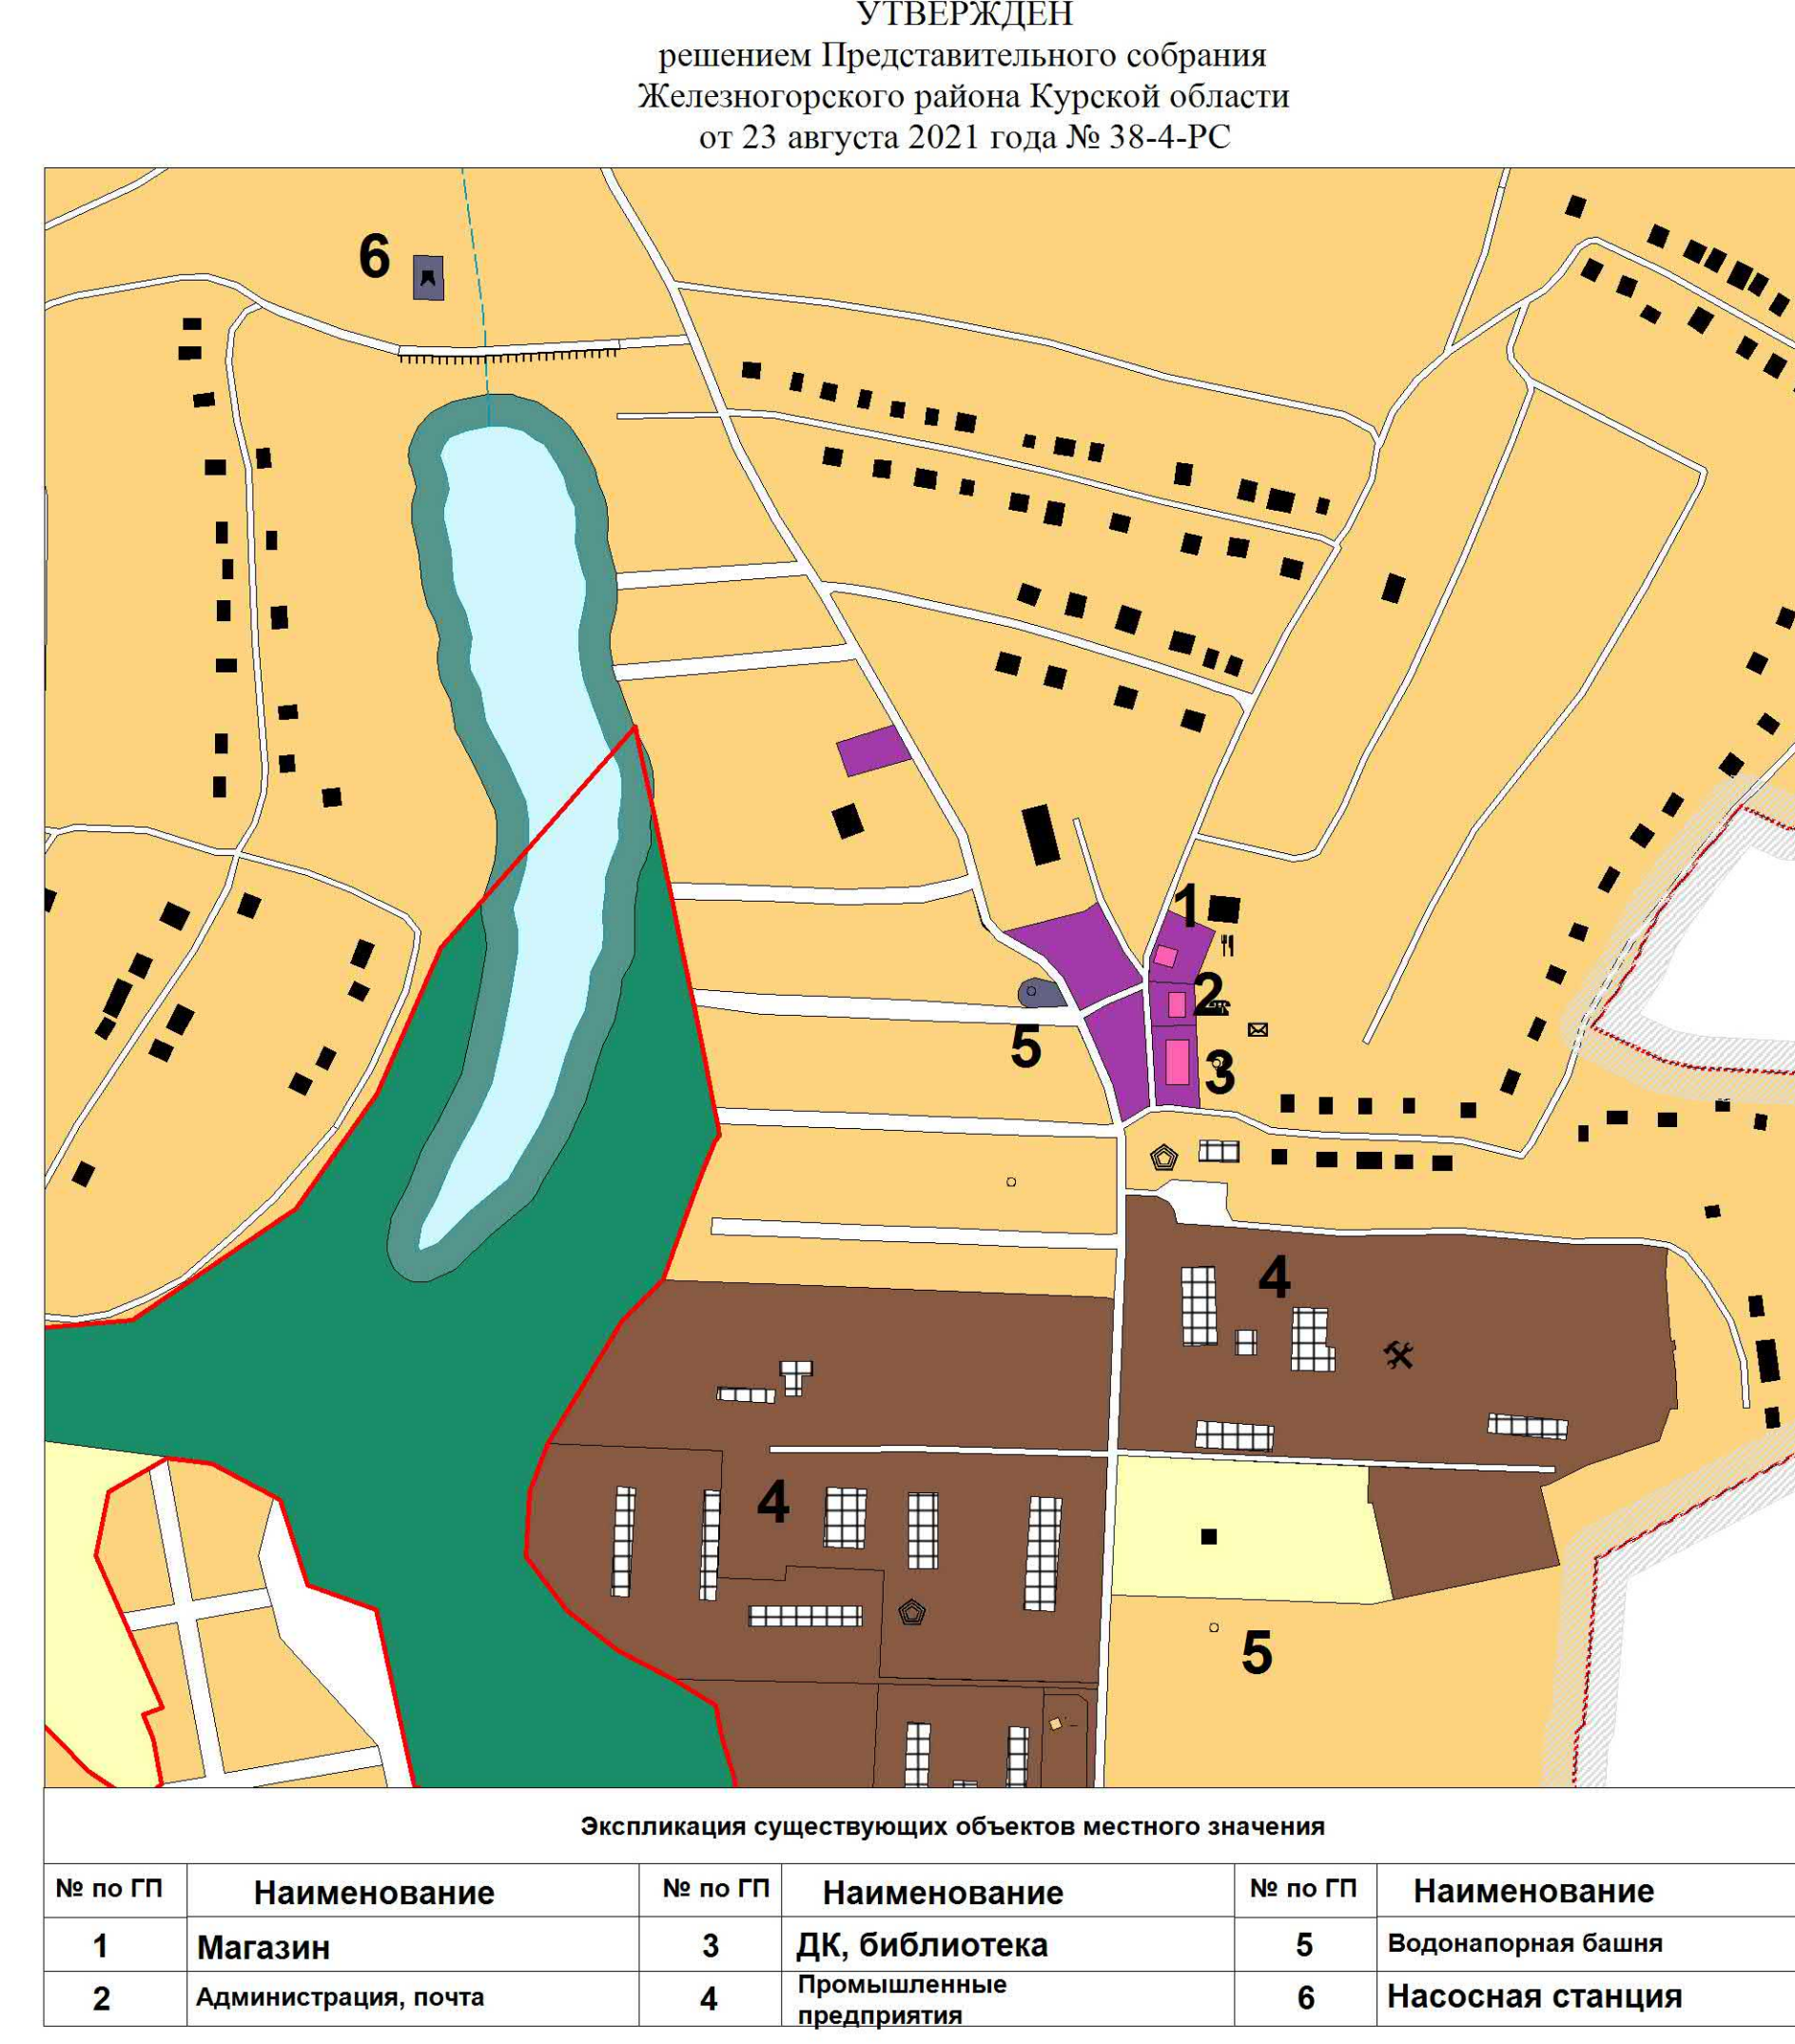 УТВЕРЖДЕН
решением Представительного собрания
Железногорского района Курской области
от 23 августа 2021 года № 38-4-РС
6
1
2
5
3
4
4
5
Экспликация существующих объектов местного значения
№ по ГП Наименование № по ГП Наименование № по ГП Наименование
1 Магазин 3 ДК, библиотека 5 Водонапорная башня
2 Администрация, почта 4 Промышленные
предприятия 6 Насосная станция